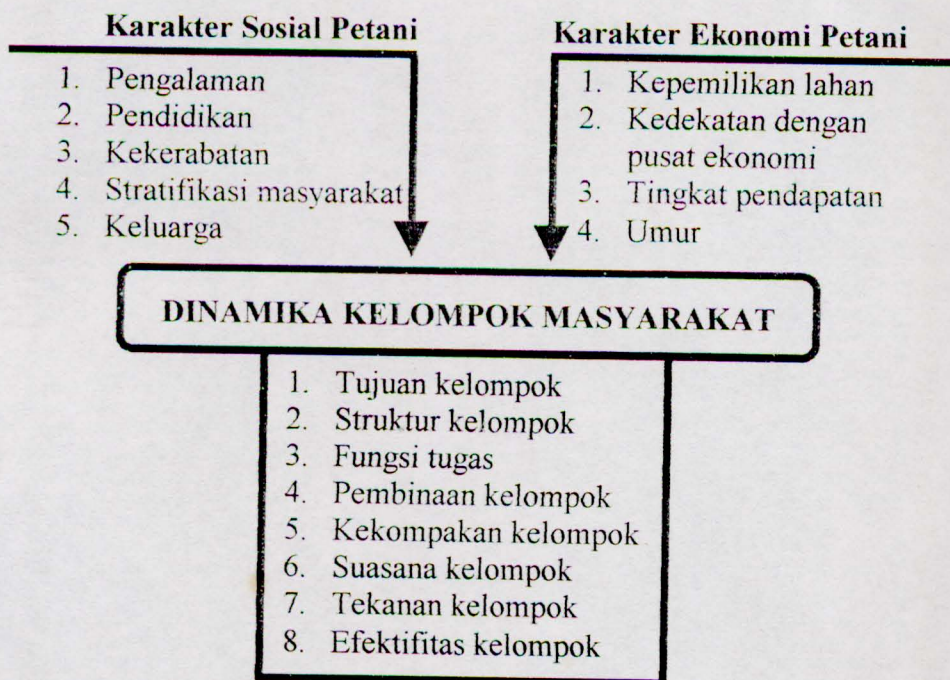 Karakter Sosial Petani
1. Pengalaman
2. Pendidikan
3. Kekerabatan
4. Stratifikasi masyarakat
5. Keluarga
Karakter Ekonomi Petani
1. Kepemilikan lahan
2. Kedekatan dengan
pusat ekonomi
3. Tingkat pendapatan
4. Umur
DINAMIKA KELOMPOK MASYARAKAT
1. Tujuan kelompok
2. Struktur kelompok
3. Fungsi tugas
4. Pembinaan kelompok
5. Kekompakan kelompok
6. Suasana kelompok
7. Tekanan kelompok
8. Efektifitas kelompok